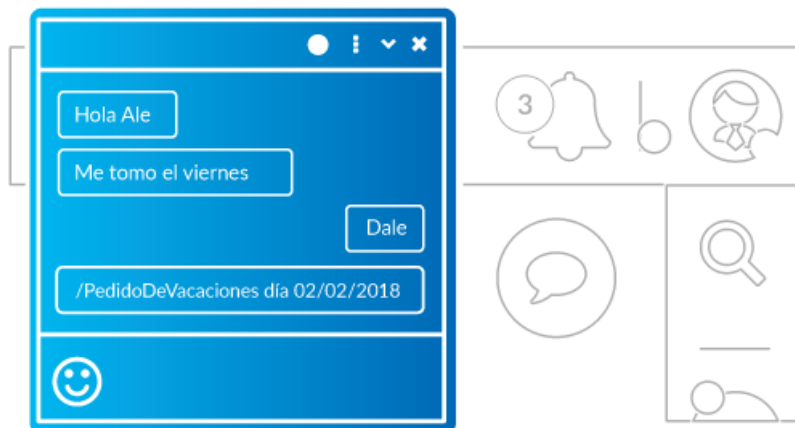 Hola Ale
Me tomo el viernes
Dale
/PedidoDeVacaciones día 02/02/2018
3